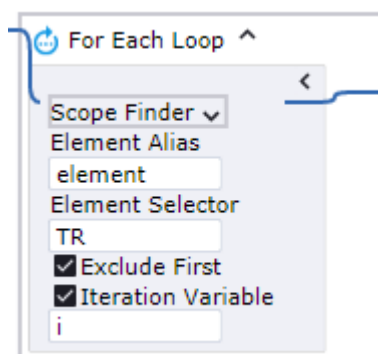 For Each Loop
Scope Finder
Element Alias
element
Element Selector
TR
Exclude First
Iteration Variable
i